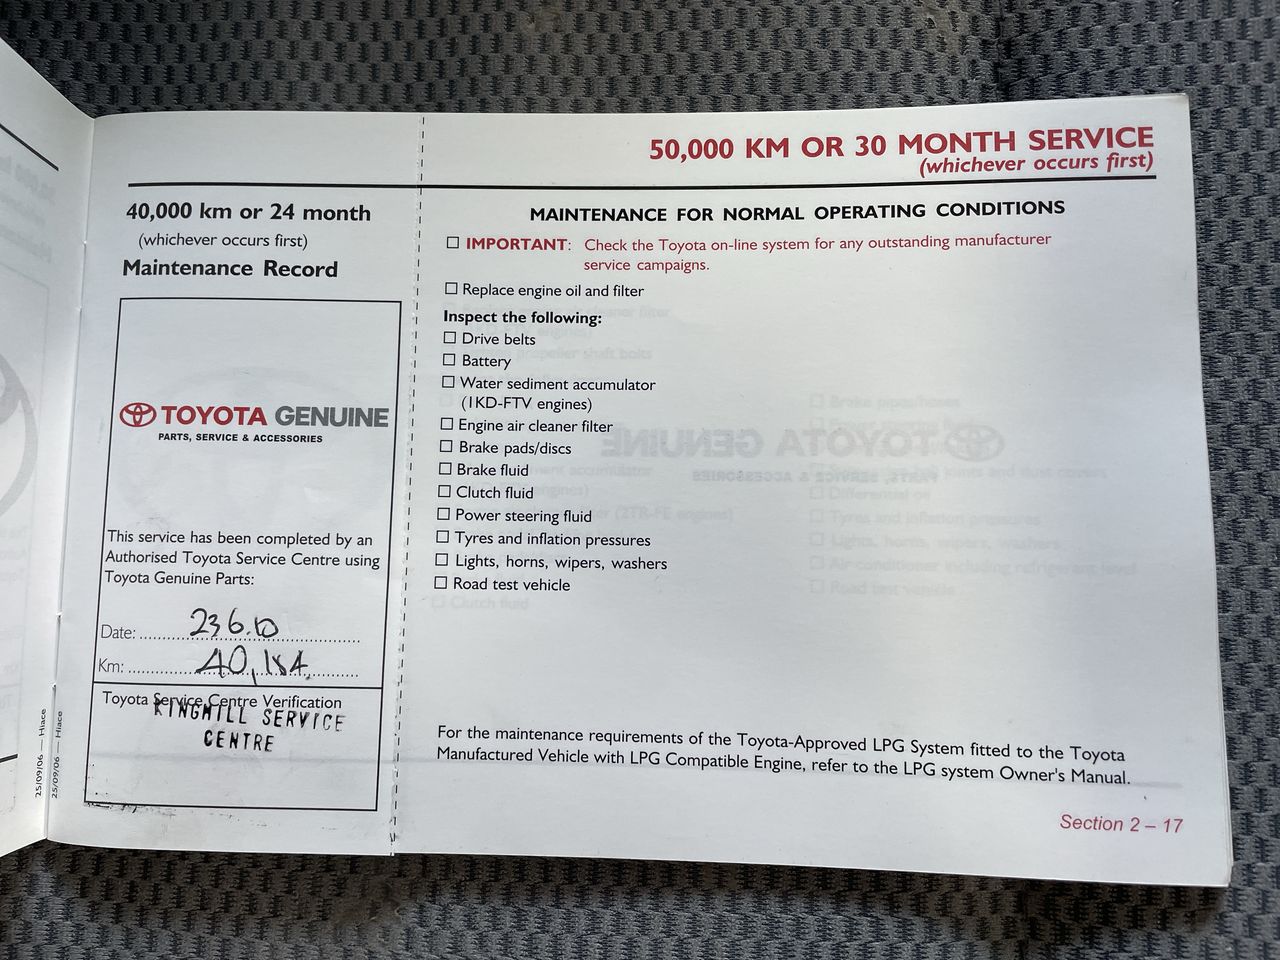 50,000 KM OR 30 MONTH SERVICE
(whichever occurs first)
40,000 km or 24 month
(whichever occurs first)
Maintenance Record
TOYOTA GENUINE
PARTS, SERVICE & ACCESSORIES
This service has been completed by an
Authorised Toyota Service Centre using
Toyota Genuine Parts:
Date: 23 6.10
Km: 40,184
Toyota Service Centre Verification
KINGHILL SERVICE
CENTRE
25/09/06 — Hiace
25/09/06 — Hiace
MAINTENANCE FOR NORMAL OPERATING CONDITIONS
☐ IMPORTANT: Check the Toyota on-line system for any outstanding manufacturer
service campaigns.
☐ Replace engine oil and filter
Inspect the following:
☐ Drive belts
☐ Battery
☐ Water sediment accumulator
(1KD-FTV engines)
☐ Engine air cleaner filter
☐ Brake pads/discs
☐ Brake fluid
☐ Clutch fluid
☐ Power steering fluid
☐ Tyres and inflation pressures
☐ Lights, horns, wipers, washers
☐ Road test vehicle
For the maintenance requirements of the Toyota-Approved LPG System fitted to the Toyota
Manufactured Vehicle with LPG Compatible Engine, refer to the LPG system Owner's Manual.
Section 2 – 17